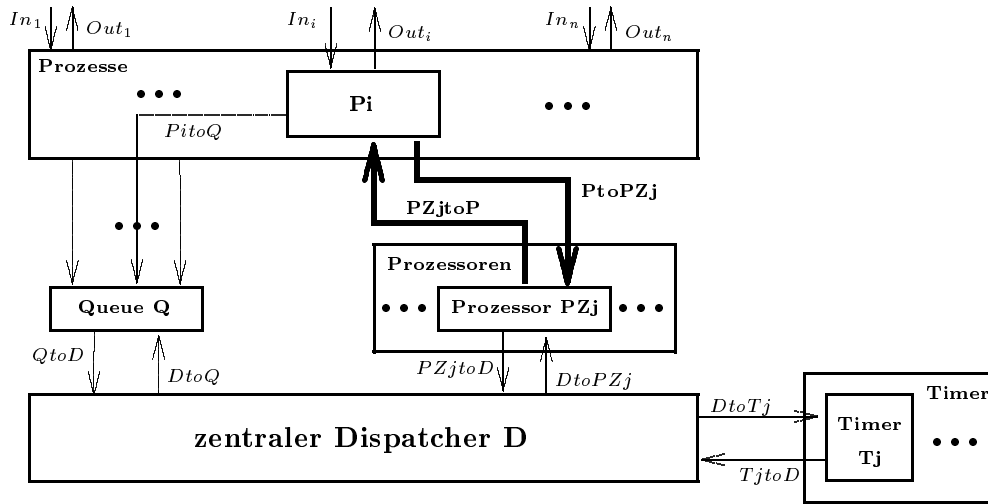 In1
Out1
Ini
Outi
Inn
Outn
Prozesse
Pi
PitoQ
PtoPZj
PZjtoP
Prozessoren
Queue Q
Prozessor PZj
QtoD
DtoQ
PZjtoD
DtoPZj
Timer
DtoTj
Timer
Tj
zentraler Dispatcher D
TjtoD